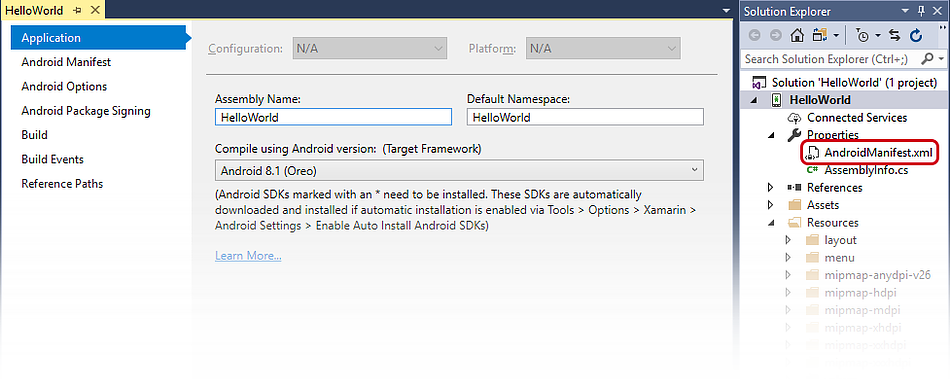 HelloWorld
Application
Android Manifest
Android Options
Android Package Signing
Build
Build Events
Reference Paths
Configuration: N/A Platform: N/A
Assembly Name: Default Namespace:
HelloWorld HelloWorld
Compile using Android version: (Target Framework)
Android 8.1 (Oreo)
(Android SDKs marked with an * need to be installed. These SDKs are automatically
downloaded and installed if automatic installation is enabled via Tools > Options > Xamarin >
Android Settings > Enable Auto Install Android SDKs)
Learn More...
Solution Explorer
Search Solution Explorer (Ctrl+;)
Solution 'HelloWorld' (1 project)
HelloWorld
Connected Services
Properties
AndroidManifest.xml
C# AssemblyInfo.cs
References
Assets
Resources
layout
menu
mipmap-anydpi-v26
mipmap-hdpi
mipmap-mdpi
mipmap-xhdpi
mipmap-xxhdpi